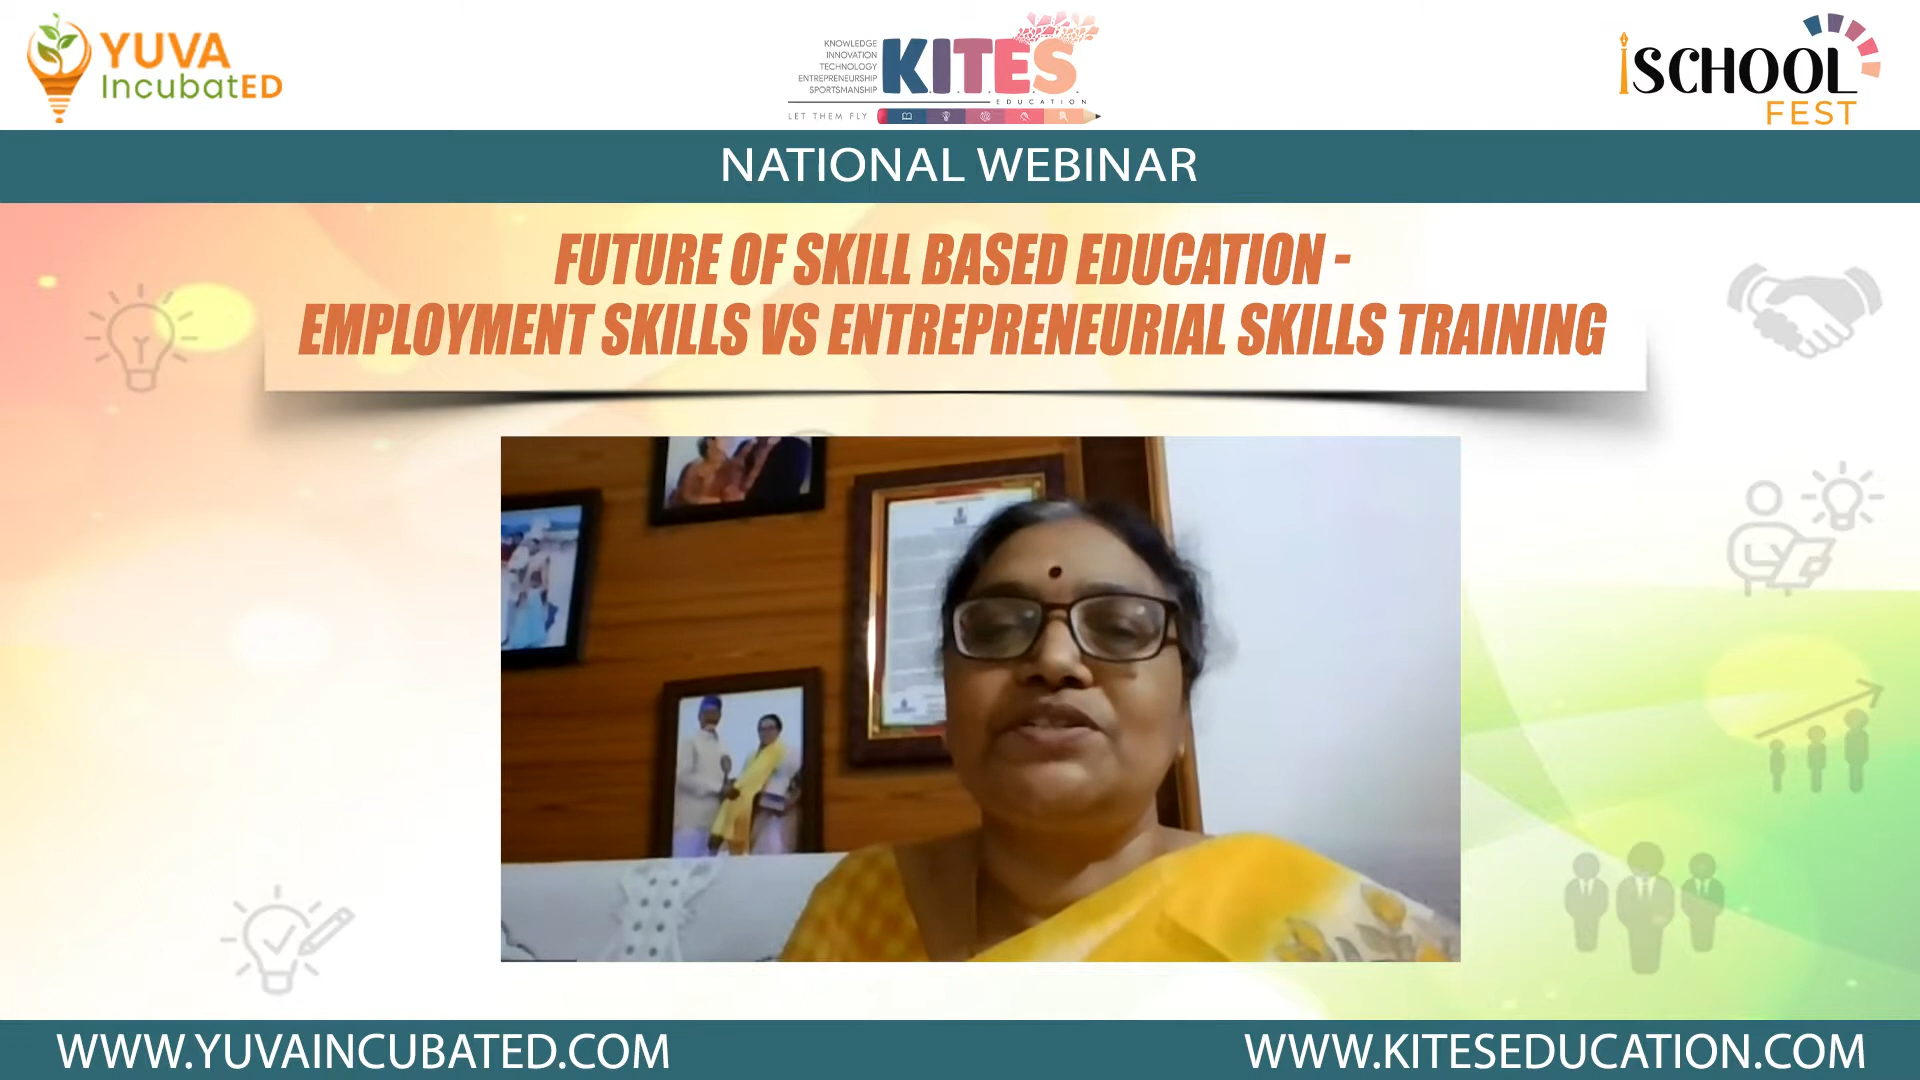 YUVA
IncubatED
KNOWLEDGE
INNOVATION
TECHNOLOGY
ENTREPRENEURSHIP
SPORTSMANSHIP
K.I.T.E.S.
EDUCATION
LET THEM FLY
iSCHOOL
FEST
NATIONAL WEBINAR
FUTURE OF SKILL BASED EDUCATION -
EMPLOYMENT SKILLS VS ENTREPRENEURIAL SKILLS TRAINING
WWW.YUVAINCUBATED.COM
WWW.KITESEDUCATION.COM